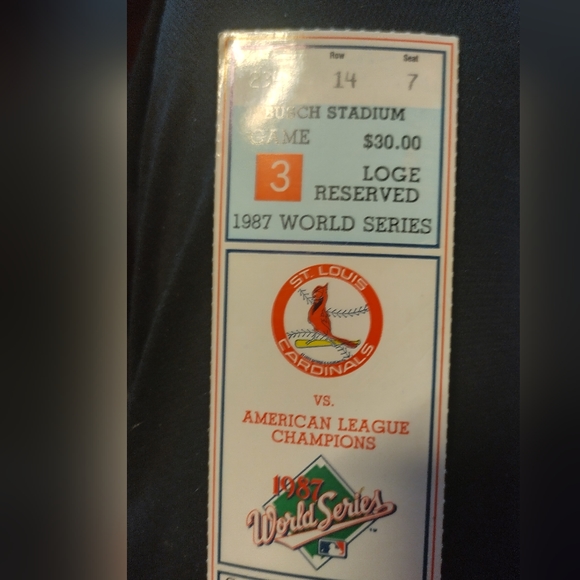 Row Seat
14 7
BUSCH STADIUM
GAME $30.00
3 LOGE
RESERVED
1987 WORLD SERIES
ST. LOUIS
CARDINALS
VS.
AMERICAN LEAGUE
CHAMPIONS
1987
World Series
TM